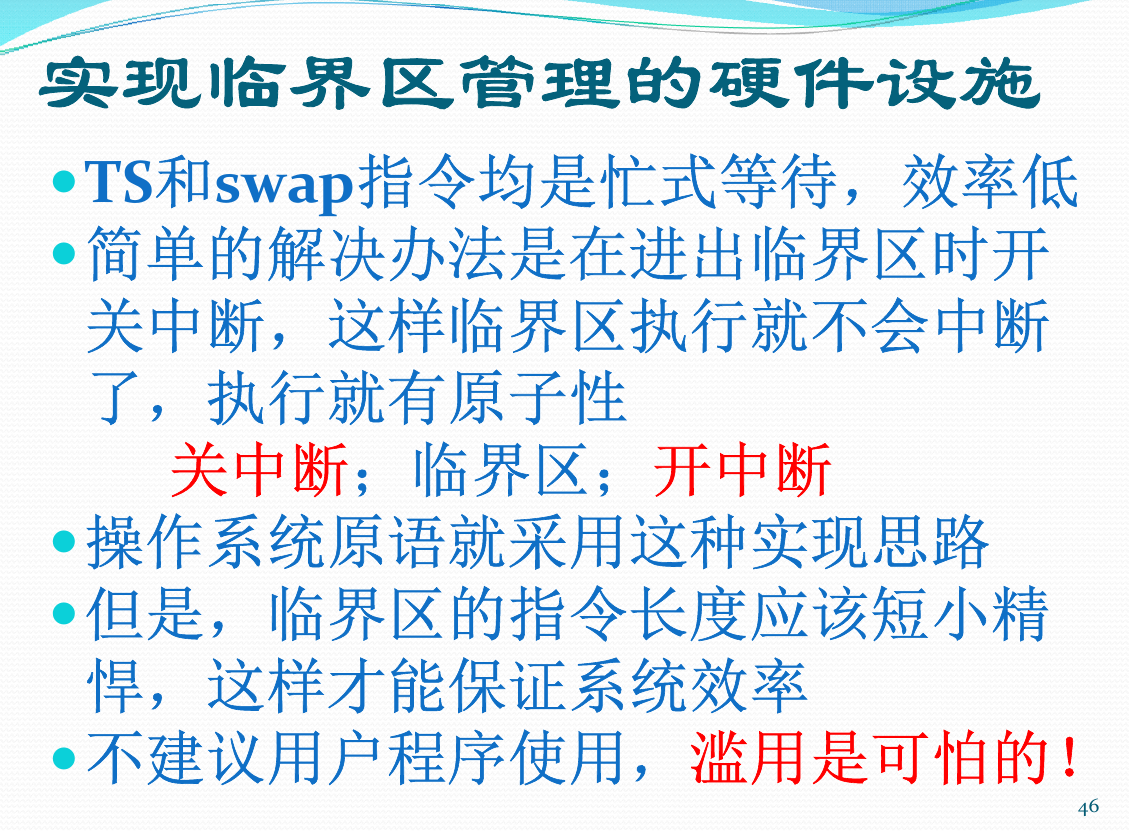 实现临界区管理的硬件设施
•TS和swap指令均是忙式等待，效率低
•简单的解决办法是在进出临界区时开
关中断，这样临界区执行就不会中断
了，执行就有原子性
关中断；临界区；开中断
•操作系统原语就采用这种实现思路
•但是，临界区的指令长度应该短小精
悍，这样才能保证系统效率
•不建议用户程序使用，滥用是可怕的！
46